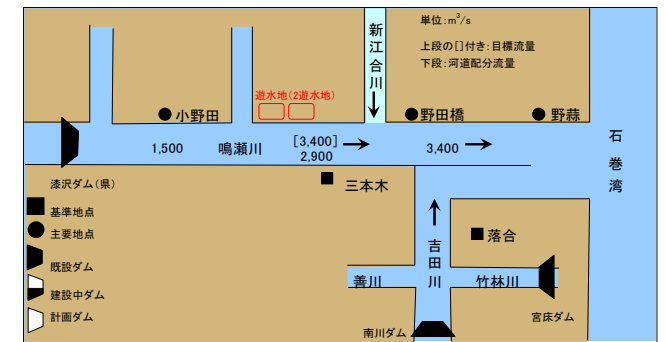 単位:m³/s
上段の[]付き:目標流量
下段:河道配分流量
新江合川
遊水地(2遊水地)
小野田
野田橋
野蒜
1,500
鳴瀬川
[3,400]
2,900
3,400
石巻湾
三本木
漆沢ダム(県)
基準地点
主要地点
既設ダム
建設中ダム
計画ダム
落合
吉田川
善川
竹林川
宮床ダム
南川ダム